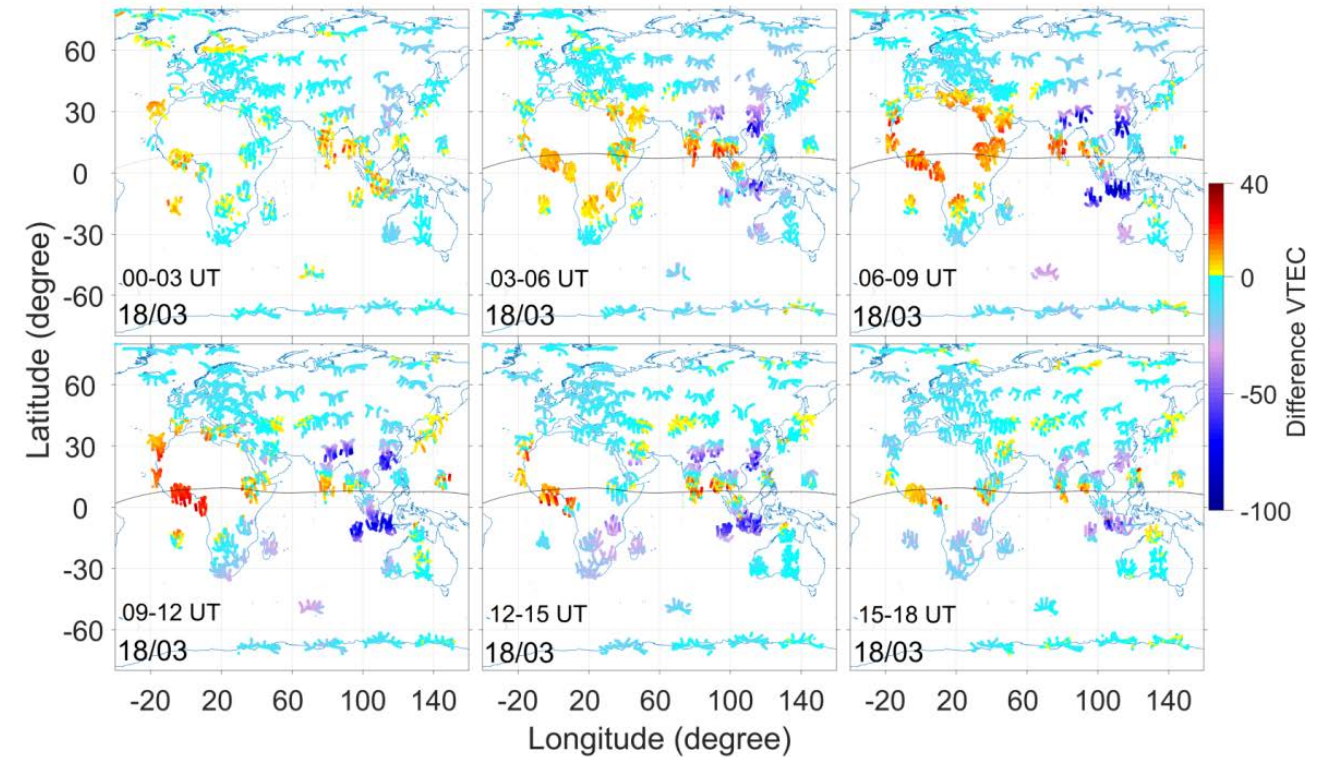 60
30
0
-30
-60
00-03 UT
18/03
03-06 UT
18/03
06-09 UT
18/03
60
30
0
-30
-60
09-12 UT
18/03
12-15 UT
18/03
15-18 UT
18/03
-20 20 60 100 140
-20 20 60 100 140
-20 20 60 100 140
Longitude (degree)
Latitude (degree)
40
0
-50
-100
Difference VTEC